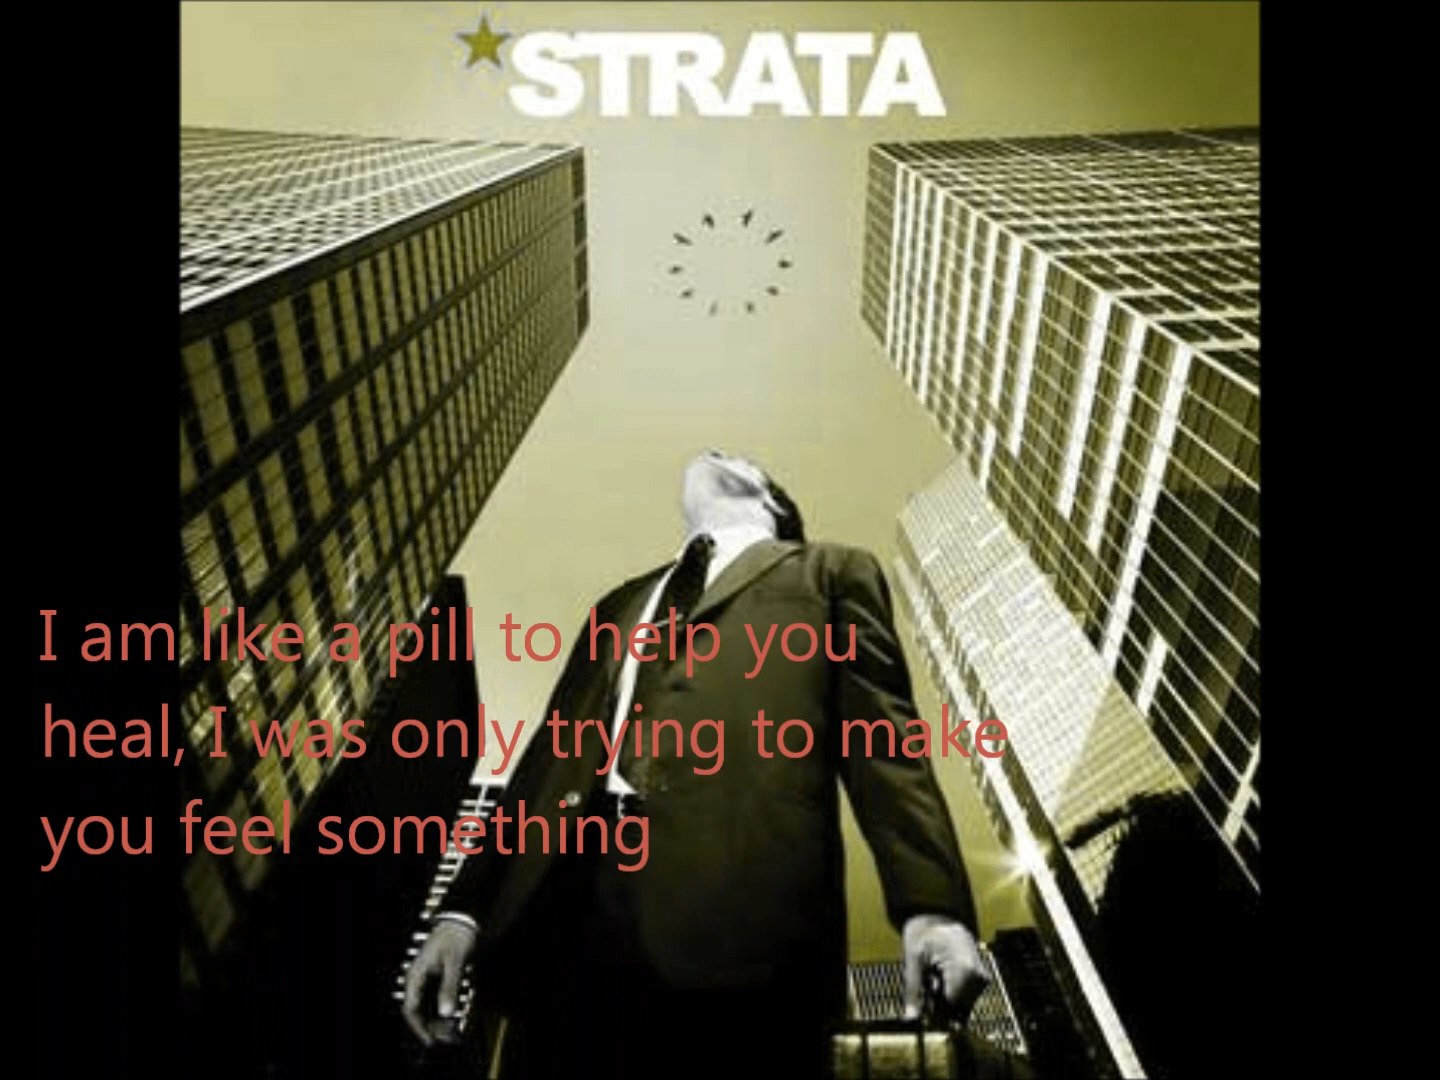 STRATA
I am like a pill to help you
heal, I was only trying to make
you feel something